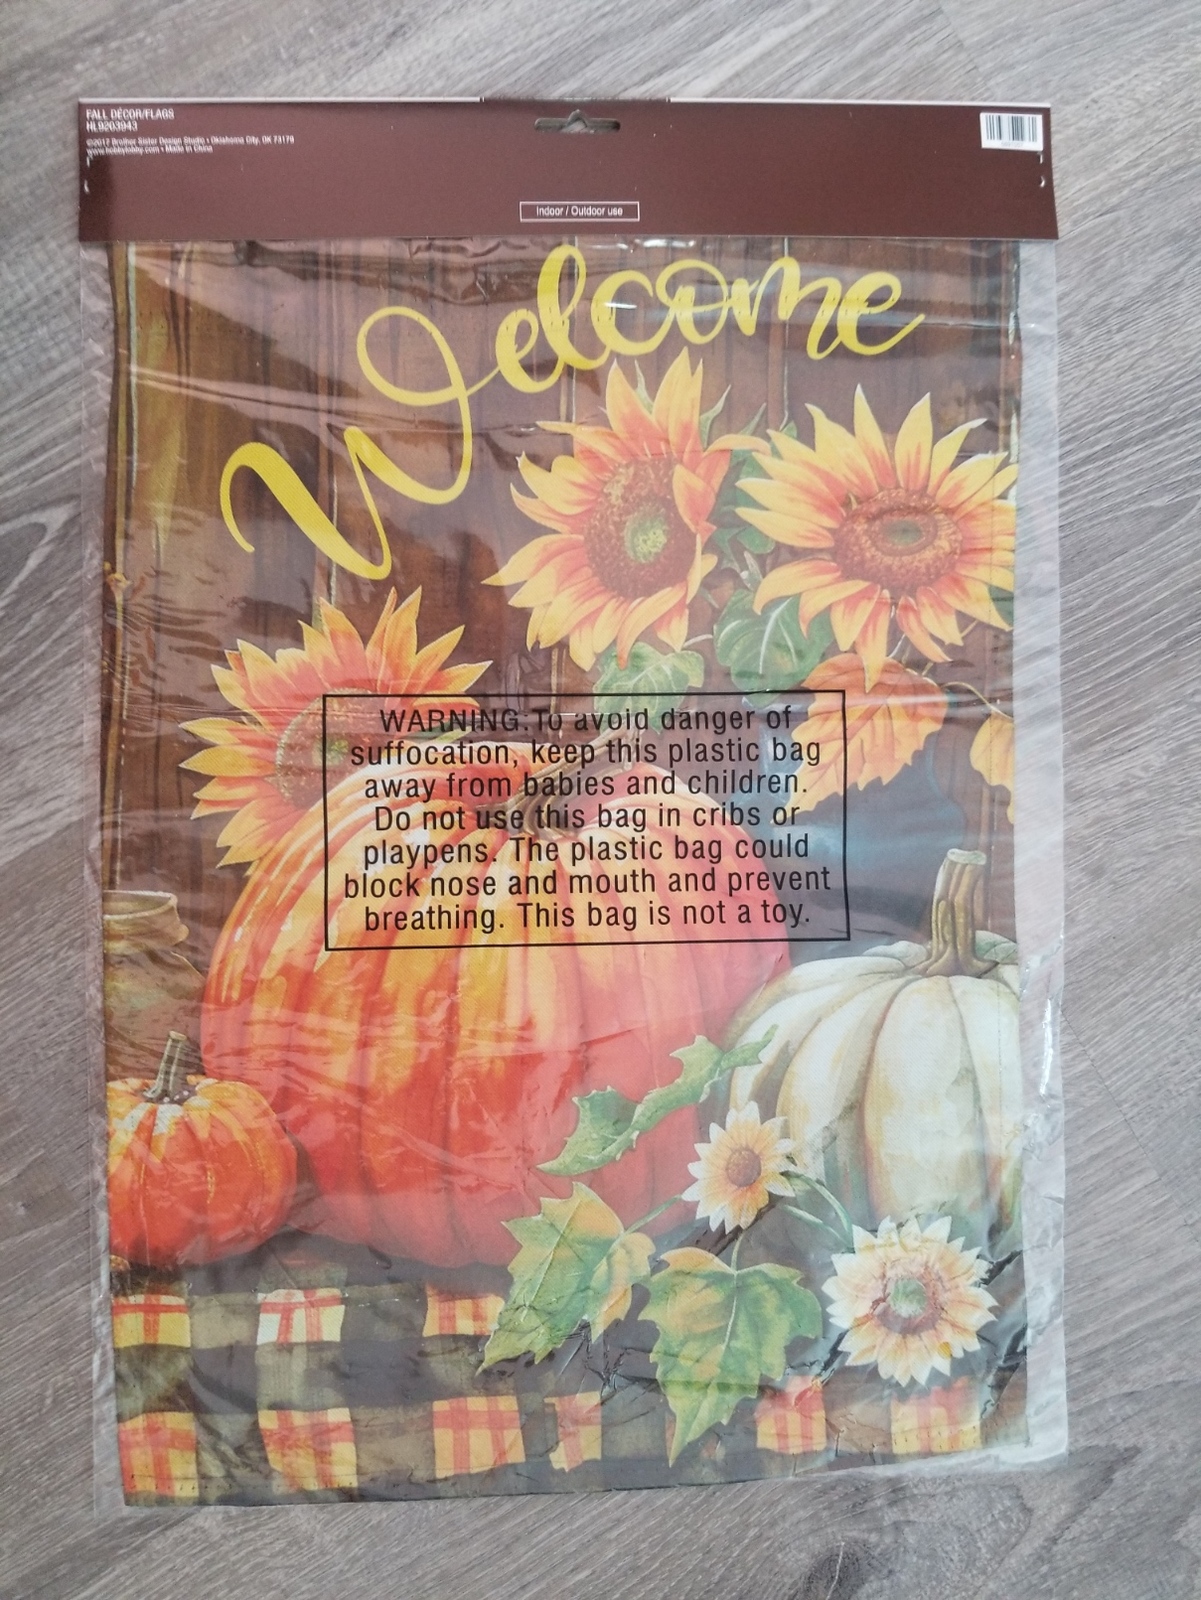 FALL DÉCOR/FLAGS
HL9203943
©2017 Brother Sister Design Studio • Oklahoma City, OK 73179
www.hobbylobby.com • Made in China
Indoor / Outdoor use
Welcome
WARNING: To avoid danger of
suffocation, keep this plastic bag
away from babies and children.
Do not use this bag in cribs or
playpens. The plastic bag could
block nose and mouth and prevent
breathing. This bag is not a toy.